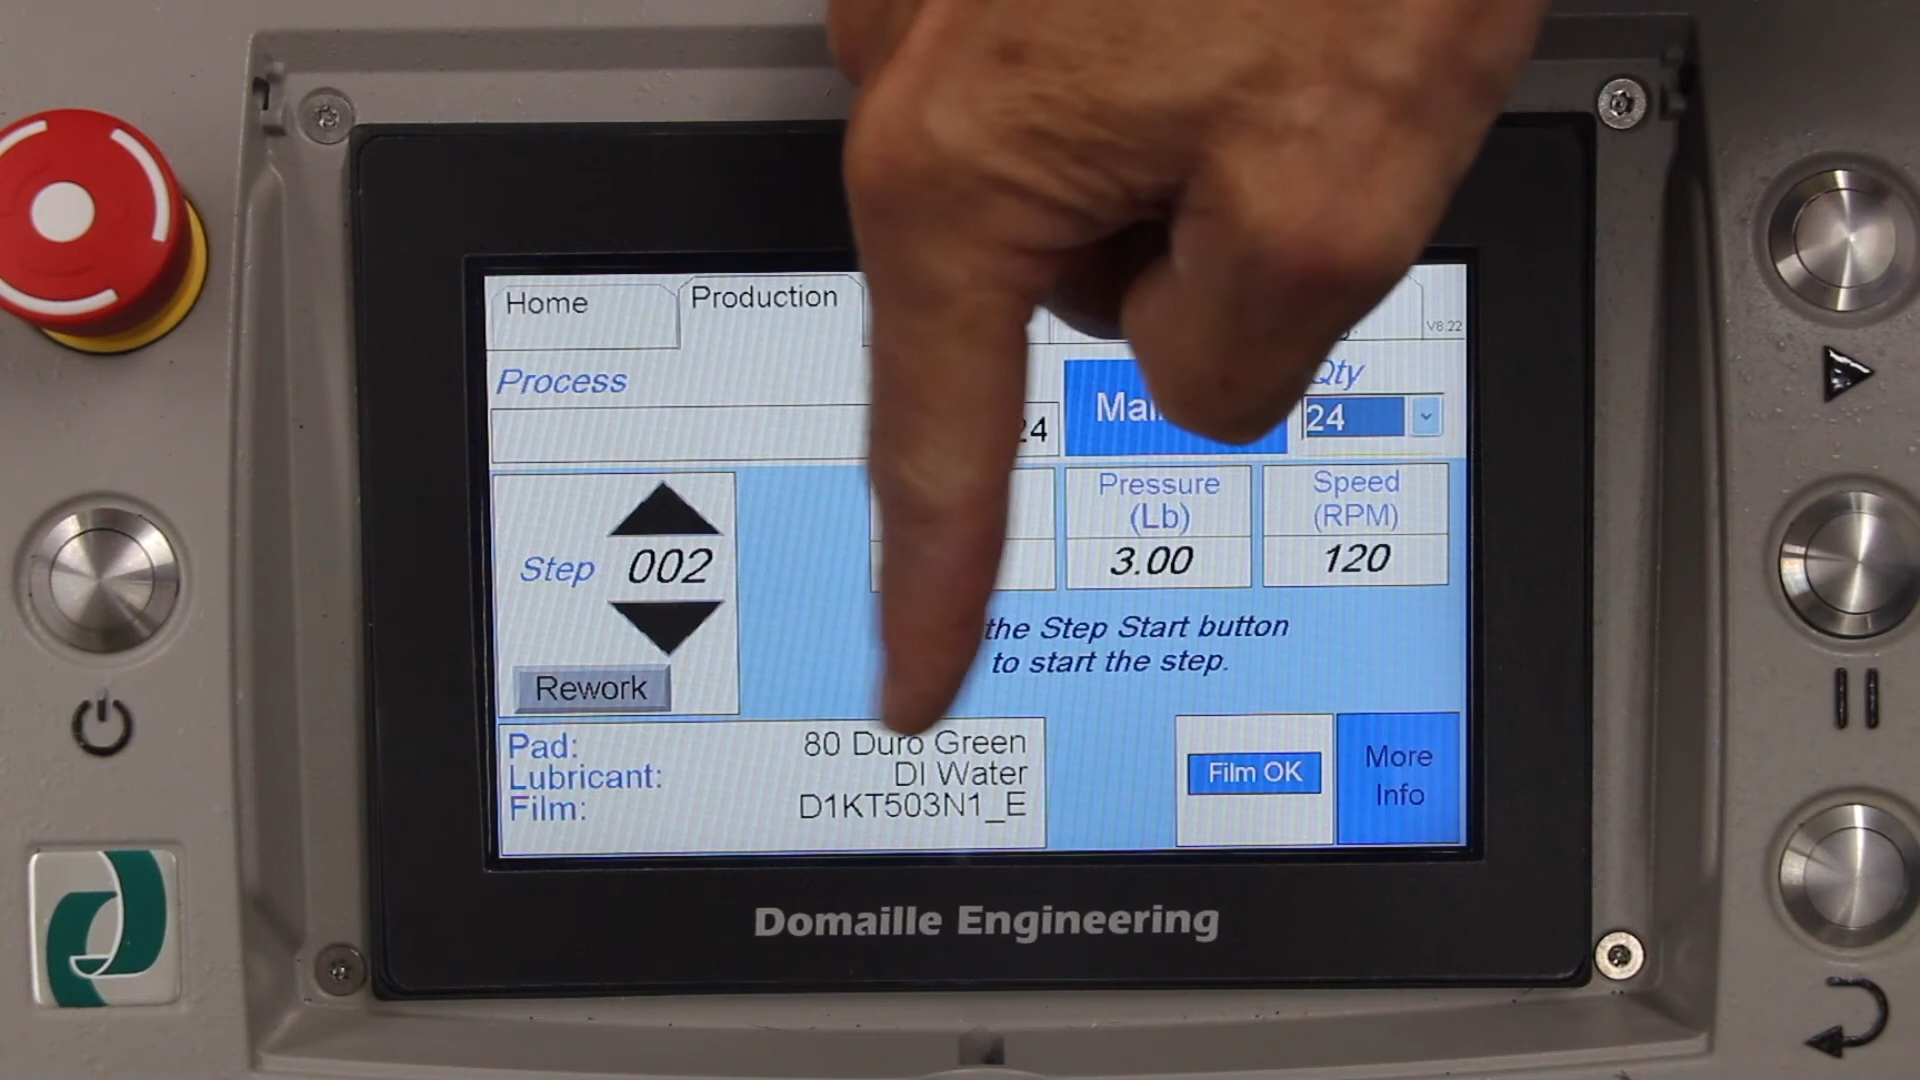 Home
Production
V8.22
Process
Qty
24
24
Pressure
(Lb)
3.00
Speed
(RPM)
120
Step
002
the Step Start button
to start the step.
Rework
Pad: 80 Duro Green
Lubricant: DI Water
Film: D1KT503N1_E
Film OK
More
Info
Domaille Engineering